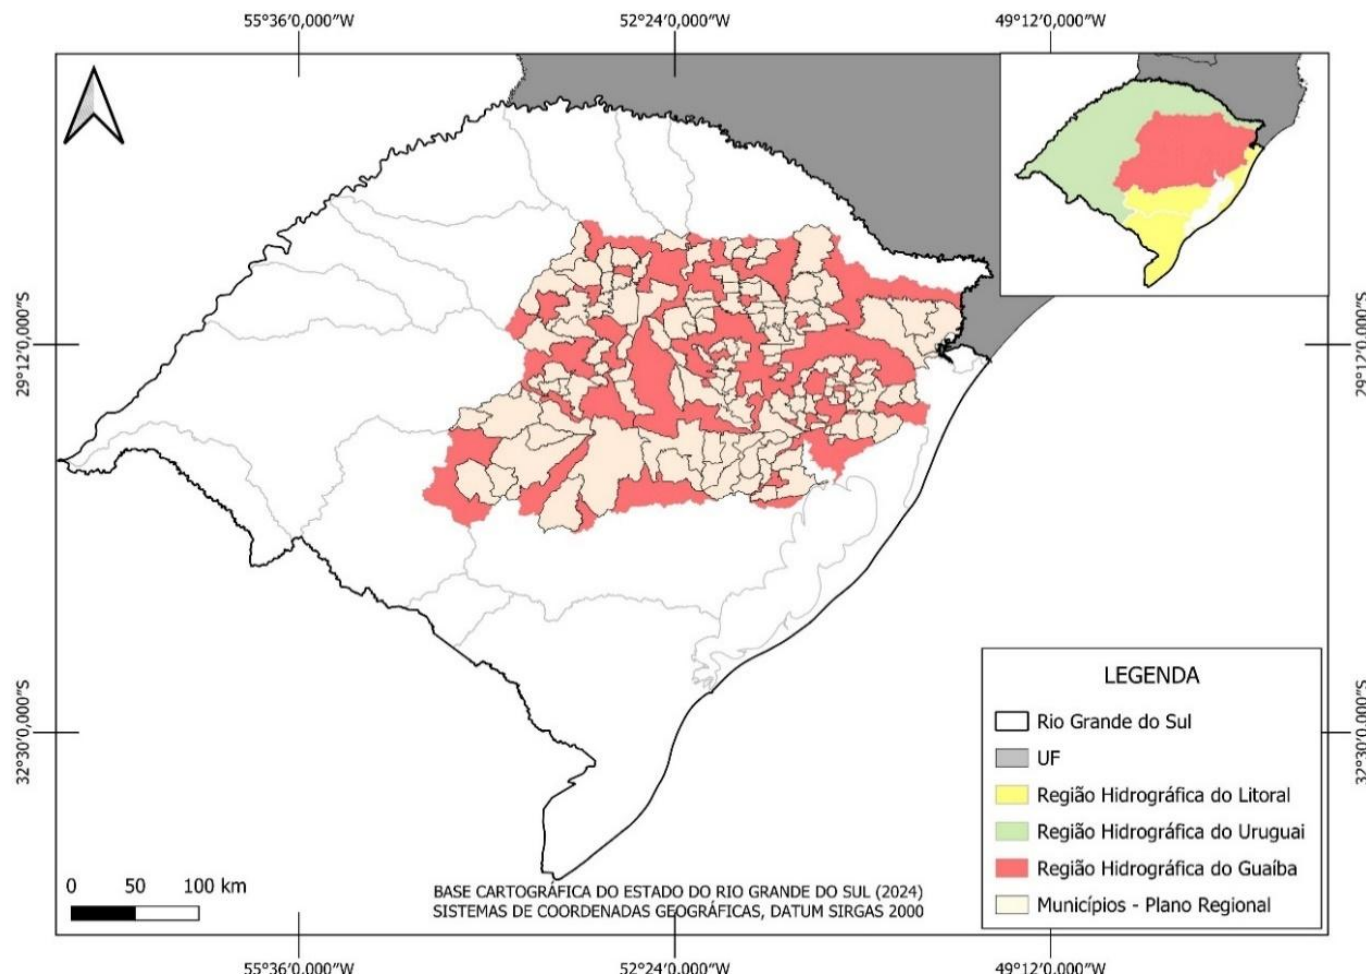 55°36'0,000"W
52°24'0,000"W
49°12'0,000"W
29°12'0,000"S
29°12'0,000"S
32°30'0,000"S
32°30'0,000"S
LEGENDA
Rio Grande do Sul
UF
Região Hidrográfica do Litoral
Região Hidrográfica do Uruguai
Região Hidrográfica do Guaíba
Municípios - Plano Regional
0 50 100 km
BASE CARTOGRÁFICA DO ESTADO DO RIO GRANDE DO SUL (2024)
SISTEMAS DE COORDENADAS GEOGRÁFICAS, DATUM SIRGAS 2000
55°36'0,000"W
52°24'0,000"W
49°12'0,000"W